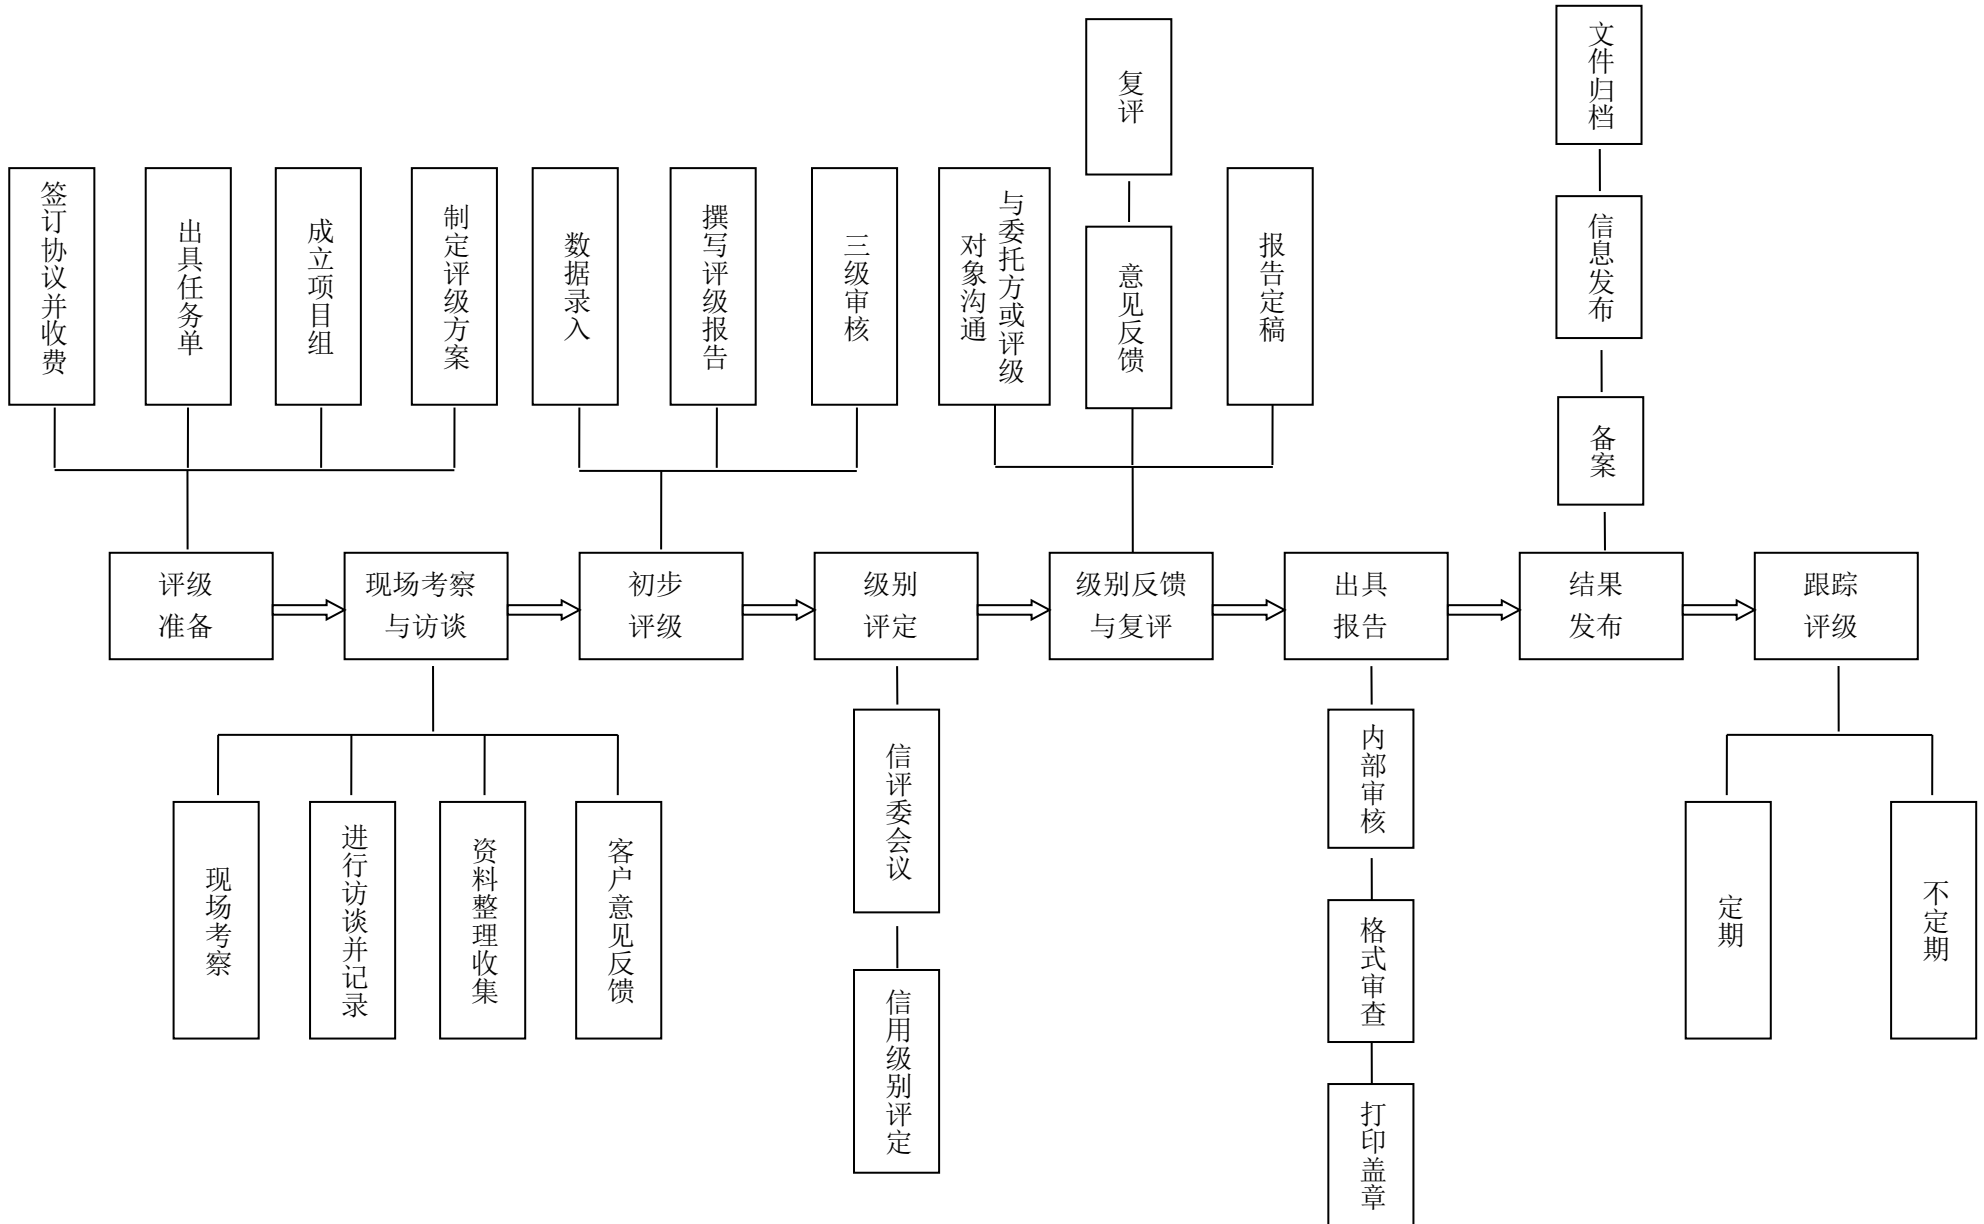 文件归档
复评
签订协议并收费
出具任务单
成立项目组
制定评级方案
数据录入
撰写评级报告
三级审核
与委托方或评级
对象沟通
意见反馈
报告定稿
信息发布
备案
评级
准备
现场考察
与访谈
初步
评级
级别
评定
级别反馈
与复评
出具
报告
结果
发布
跟踪
评级
现场考察
进行访谈并记录
资料整理收集
客户意见反馈
信评委会议
信用级别评定
内部审核
格式审查
打印盖章
定期
不定期